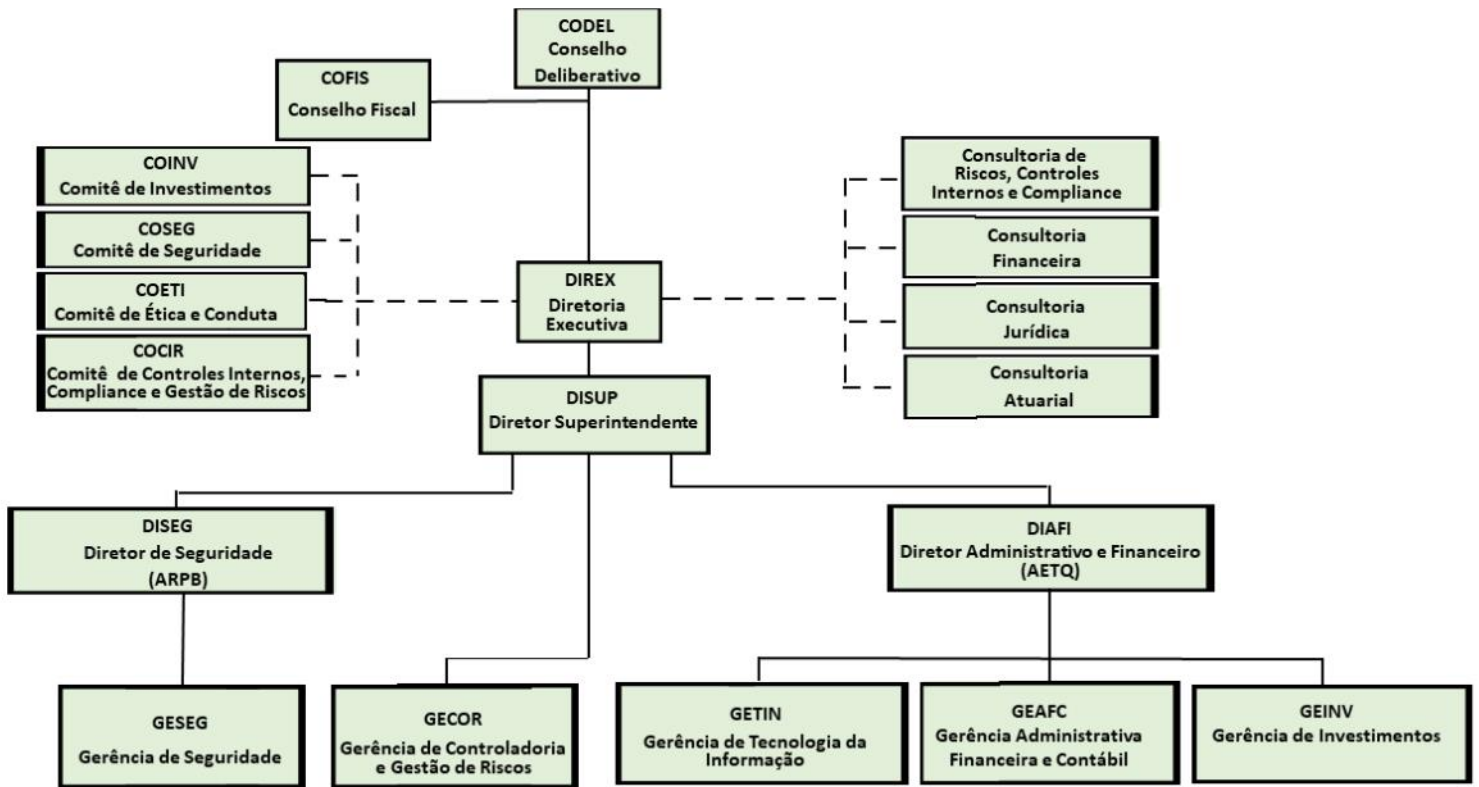 CODEL
Conselho
Deliberativo
COFIS
Conselho Fiscal
COINV
Comitê de Investimentos
COSEG
Comitê de Seguridade
COETI
Comitê de Ética e Conduta
COCIR
Comitê de Controles Internos,
Compliance e Gestão de Riscos
Consultoria de
Riscos, Controles
Internos e Compliance
Consultoria
Financeira
Consultoria
Jurídica
Consultoria
Atuarial
DIREX
Diretoria
Executiva
DISUP
Diretor Superintendente
DISEG
Diretor de Seguridade
(ARPB)
DIAFI
Diretor Administrativo e Financeiro
(AETQ)
GESEG
Gerência de Seguridade
GECOR
Gerência de Controladoria
e Gestão de Riscos
GETIN
Gerência de Tecnologia da
Informação
GEAFC
Gerência Administrativa
Financeira e Contábil
GEINV
Gerência de Investimentos